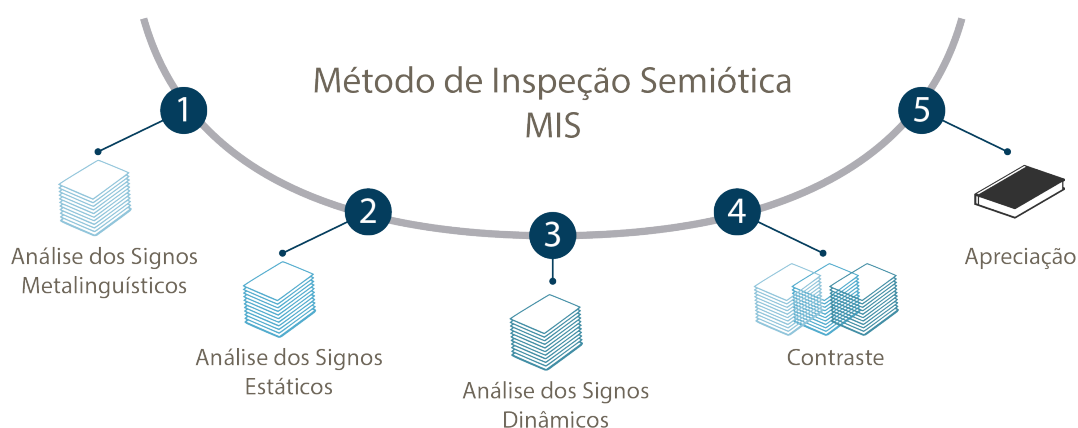 Método de Inspeção Semiótica
MIS
1
Análise dos Signos
Metalinguísticos
2
Análise dos Signos
Estáticos
3
Análise dos Signos
Dinâmicos
4
Contraste
5
Apreciação